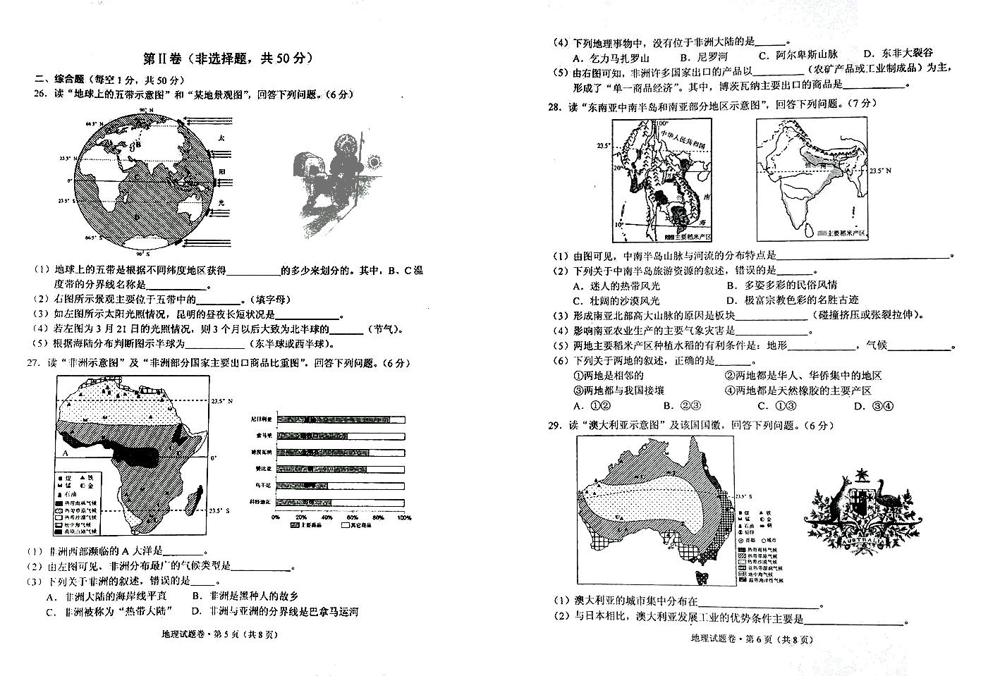 第Ⅱ卷（非选择题，共50分）
二、综合题（每空1分，共50分）
26．读“地球上的五带示意图”和“某地景观图”，回答下列问题。（6分）
90° N
66.5° N
23.5° N
0°
23.5° S
66.5° S
90° S
B
D
太
阳
光
（1）地球上的五带是根据不同纬度地区获得__________的多少来划分的。其中，B、C温
度带的分界线名称是__________。
（2）右图所示景观主要位于五带中的________。（填字母）
（3）如左图所示太阳光照情况，昆明的昼夜长短状况是__________。
（4）若左图为3月21日的光照情况，则3个月以后大致为北半球的______（节气）。
（5）根据海陆分布判断图示半球为__________（东半球或西半球）。
27．读“非洲示意图”及“非洲部分国家主要出口商品比重图”，回答下列问题。（6分）
23.5° N
0°
23.5° S
A
煤 铁
锰 金
石油
热带雨林气候
热带草原气候
热带沙漠气候
地中海气候
高原山地气候
尼日利亚
索马里
博茨瓦纳
赞比亚
乌干达
科特迪瓦
0% 20% 40% 60% 80% 100%
主要商品 其它商品
（1）非洲西部濒临的A大洋是_______。
（2）由左图可见，非洲分布最广的气候类型是__________。
（3）下列关于非洲的叙述，错误的是____。
A．非洲大陆的海岸线平直 B．非洲是黑种人的故乡
C．非洲被称为“热带大陆” D．非洲与亚洲的分界线是巴拿马运河
地理试题卷·第5页（共8页）
（4）下列地理事物中，没有位于非洲大陆的是_____。
A．乞力马扎罗山 B．尼罗河 C．阿尔卑斯山脉 D．东非大裂谷
（5）由右图可知，非洲许多国家出口的产品以_________（农矿产品或工业制成品）为主，
形成了“单一商品经济”。其中，博茨瓦纳主要出口的商品是__________。
28．读“东南亚中南半岛和南亚部分地区示意图”，回答下列问题。（7分）
100°
中华人民共和国
23.5°
20°
10°
南
海
主要稻米产区
恒 河
23.5° N
主要稻米产区
（1）由图可见，中南半岛山脉与河流的分布特点是______________________________。
（2）下列关于中南半岛旅游资源的叙述，错误的是______。
A．迷人的热带风光 B．多姿多彩的民俗风情
C．壮阔的沙漠风光 D．极富宗教色彩的名胜古迹
（3）形成南亚北部高大山脉的原因是板块____________（碰撞挤压或张裂拉伸）。
（4）影响南亚农业生产的主要气象灾害是____________。
（5）两地主要稻米产区种植水稻的有利条件是：地形___________，气候__________。
（6）下列关于两地的叙述，正确的是______。
①两地是相邻的 ②两地都是华人、华侨集中的地区
③两地都与我国接壤 ④两地都是天然橡胶的主要产区
A．①② B．②③ C．①③ D．③④
29．读“澳大利亚示意图”及该国国徽，回答下列问题。（6分）
23.5° S
煤 铁
锰 金
石油 铜
铅锌
首都 城市
热带雨林气候
热带草原气候
热带沙漠气候
亚热带湿润气候
地中海气候
温带海洋性气候
AUSTRALIA
（1）澳大利亚的城市集中分布在____________________。
（2）与日本相比，澳大利亚发展工业的优势条件主要是________________。
地理试题卷·第6页（共8页）